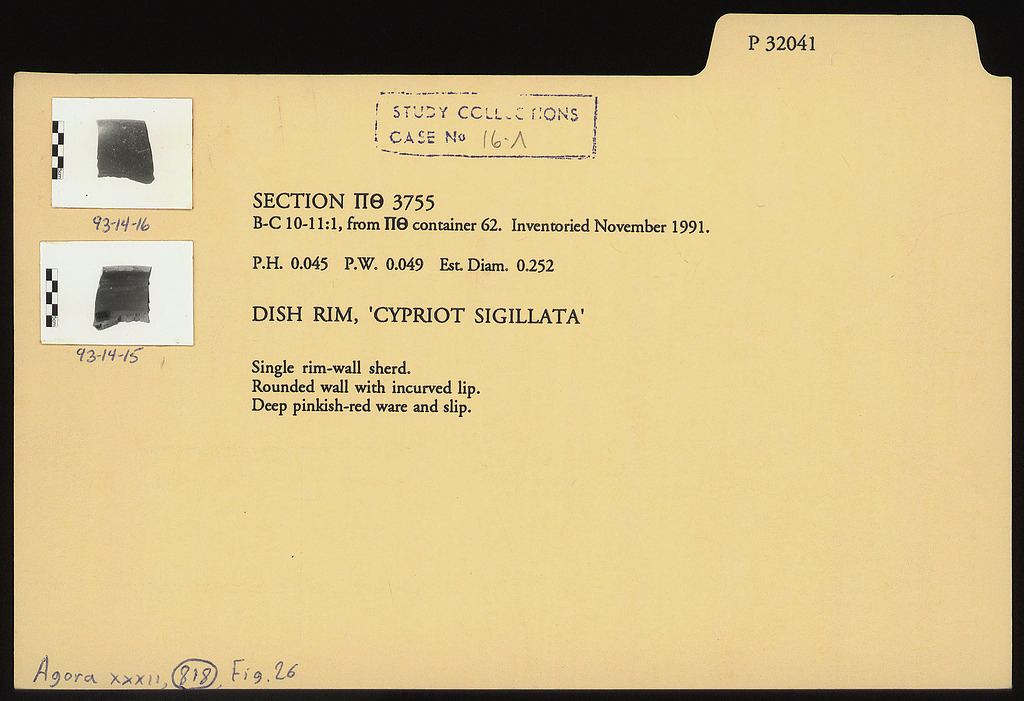 P 32041
STUDY COLLECTIONS
CASE No 16-Λ
93-14-16
93-14-15
SECTION ΠΘ 3755
B-C 10-11:1, from ΠΘ container 62. Inventoried November 1991.
P.H. 0.045 P.W. 0.049 Est. Diam. 0.252
DISH RIM, 'CYPRIOT SIGILLATA'
Single rim-wall sherd.
Rounded wall with incurved lip.
Deep pinkish-red ware and slip.
Agora XXXII, 818, Fig. 26